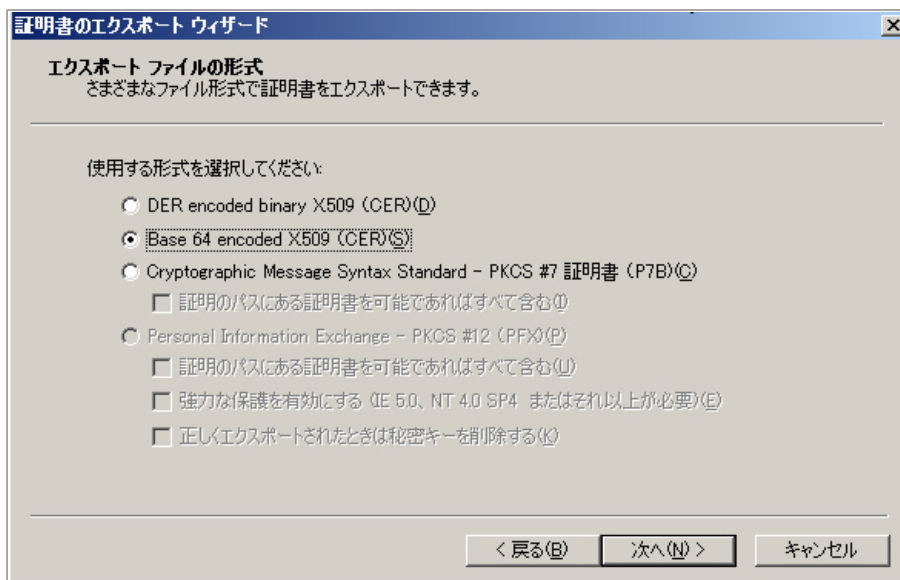 証明書のエクスポート ウィザード
エクスポート ファイルの形式
さまざまなファイル形式で証明書をエクスポートできます。
使用する形式を選択してください:
DER encoded binary X509 (CER)(D)
Base 64 encoded X509 (CER)(S)
Cryptographic Message Syntax Standard - PKCS #7 証明書 (P7B)(C)
証明のパスにある証明書を可能であればすべて含む(I)
Personal Information Exchange - PKCS #12 (PFX)(P)
証明のパスにある証明書を可能であればすべて含む(U)
強力な保護を有効にする (IE 5.0、NT 4.0 SP4 またはそれ以上が必要)(E)
正しくエクスポートされたときは秘密キーを削除する(K)
< 戻る(B) 次へ(N) > キャンセル